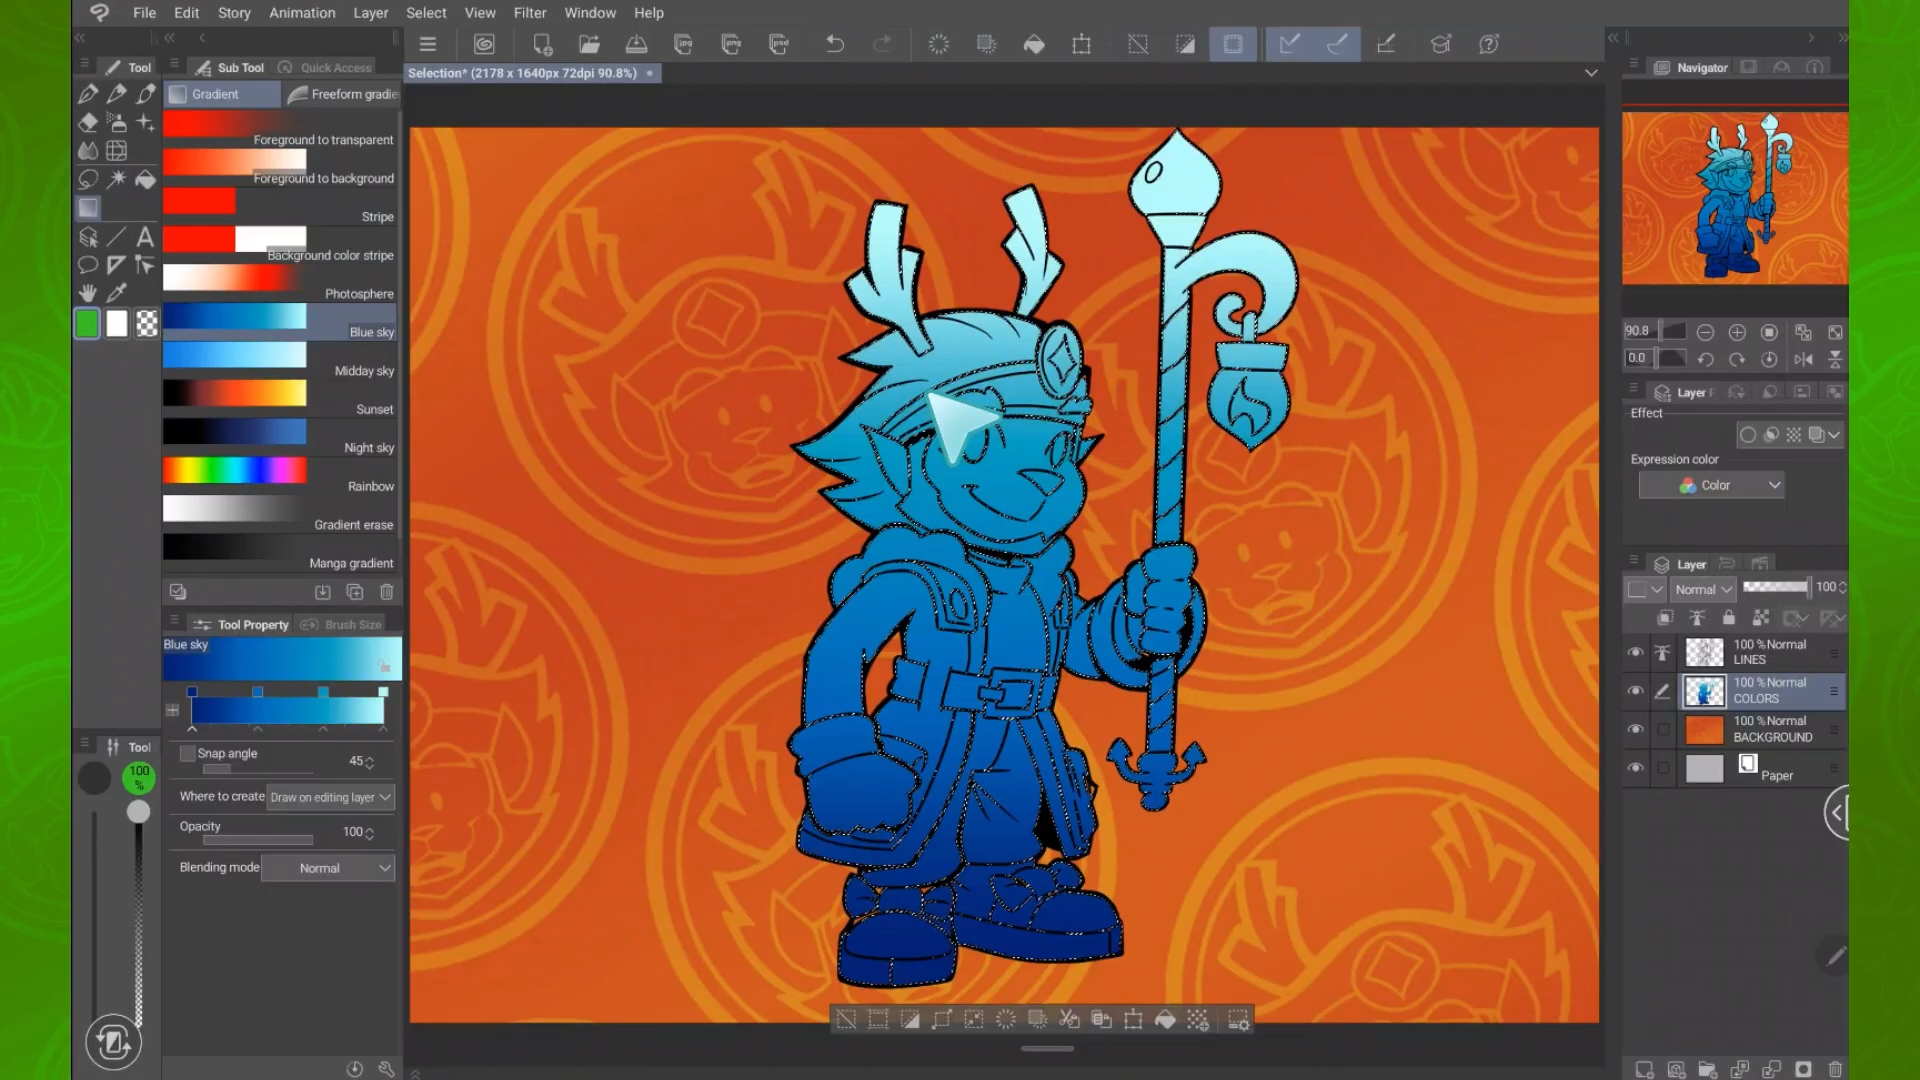 File Edit Story Animation Layer Select View Filter Window Help
Tool
Sub Tool Quick Access
Selection* (2178 x 1640px 72dpi 90.8%)
Navigator
Gradient Freeform gradie
Foreground to transparent
Foreground to background
Stripe
Background color stripe
Photosphere
Blue sky
Midday sky
Sunset
Night sky
Rainbow
Gradient erase
Manga gradient
Tool Property Brush Size
Blue sky
Snap angle 45
Where to create Draw on editing layer
Opacity 100
Blending mode Normal
Tool
100
%
90.8
0.0
Layer
Effect
Expression color
Color
Layer
Normal 100
100 % Normal
LINES
100 % Normal
COLORS
100 % Normal
BACKGROUND
Paper